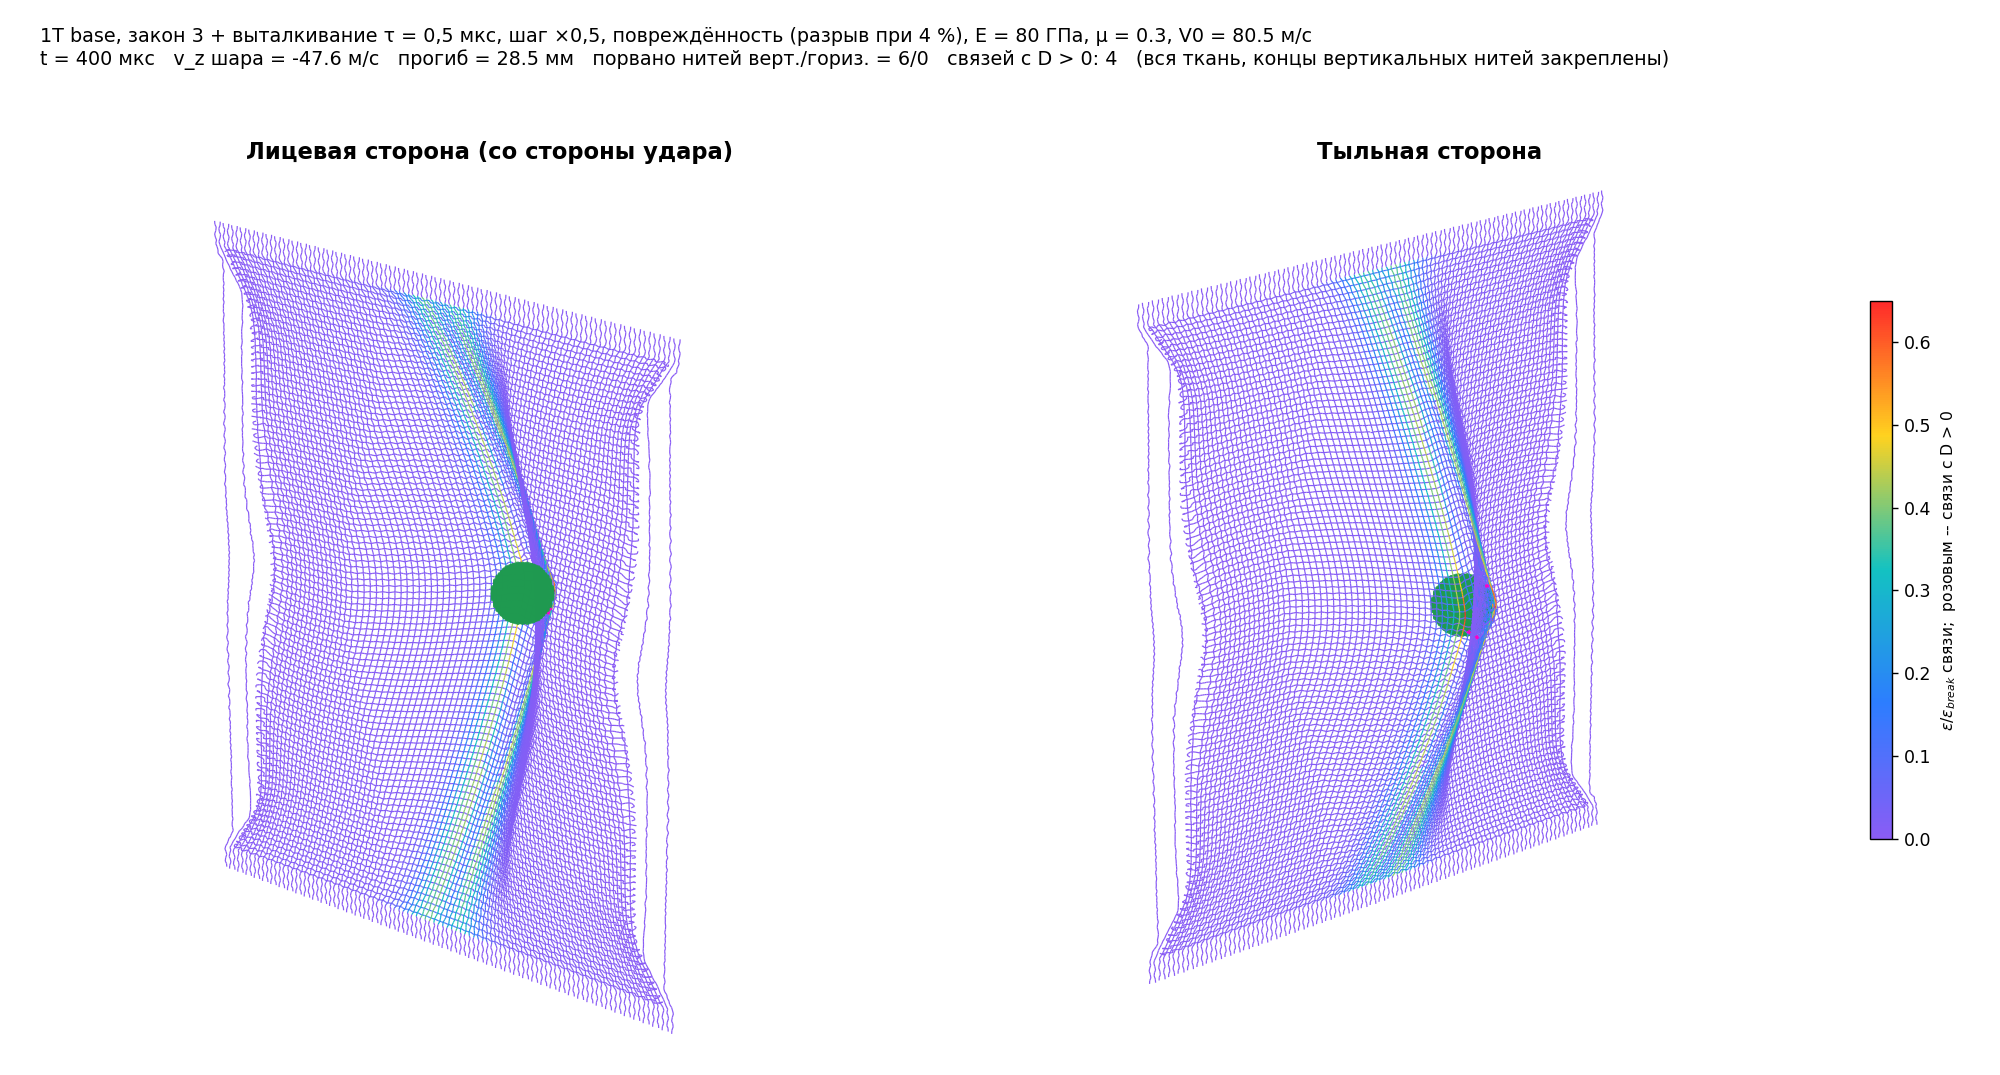 1T base, закон 3 + выталкивание τ = 0,5 мкс, шаг ×0,5, повреждённость (разрыв при 4 %), E = 80 ГПа, μ = 0.3, V0 = 80.5 м/с
t = 400 мкс   v_z шара = -47.6 м/с   прогиб = 28.5 мм   порвано нитей верт./гориз. = 6/0   связей с D > 0: 4   (вся ткань, концы вертикальных нитей закреплены)
Лицевая сторона (со стороны удара)
Тыльная сторона
0.6
0.5
0.4
0.3
0.2
0.1
0.0
ε/ε_break связи;  розовым -- связи с D > 0